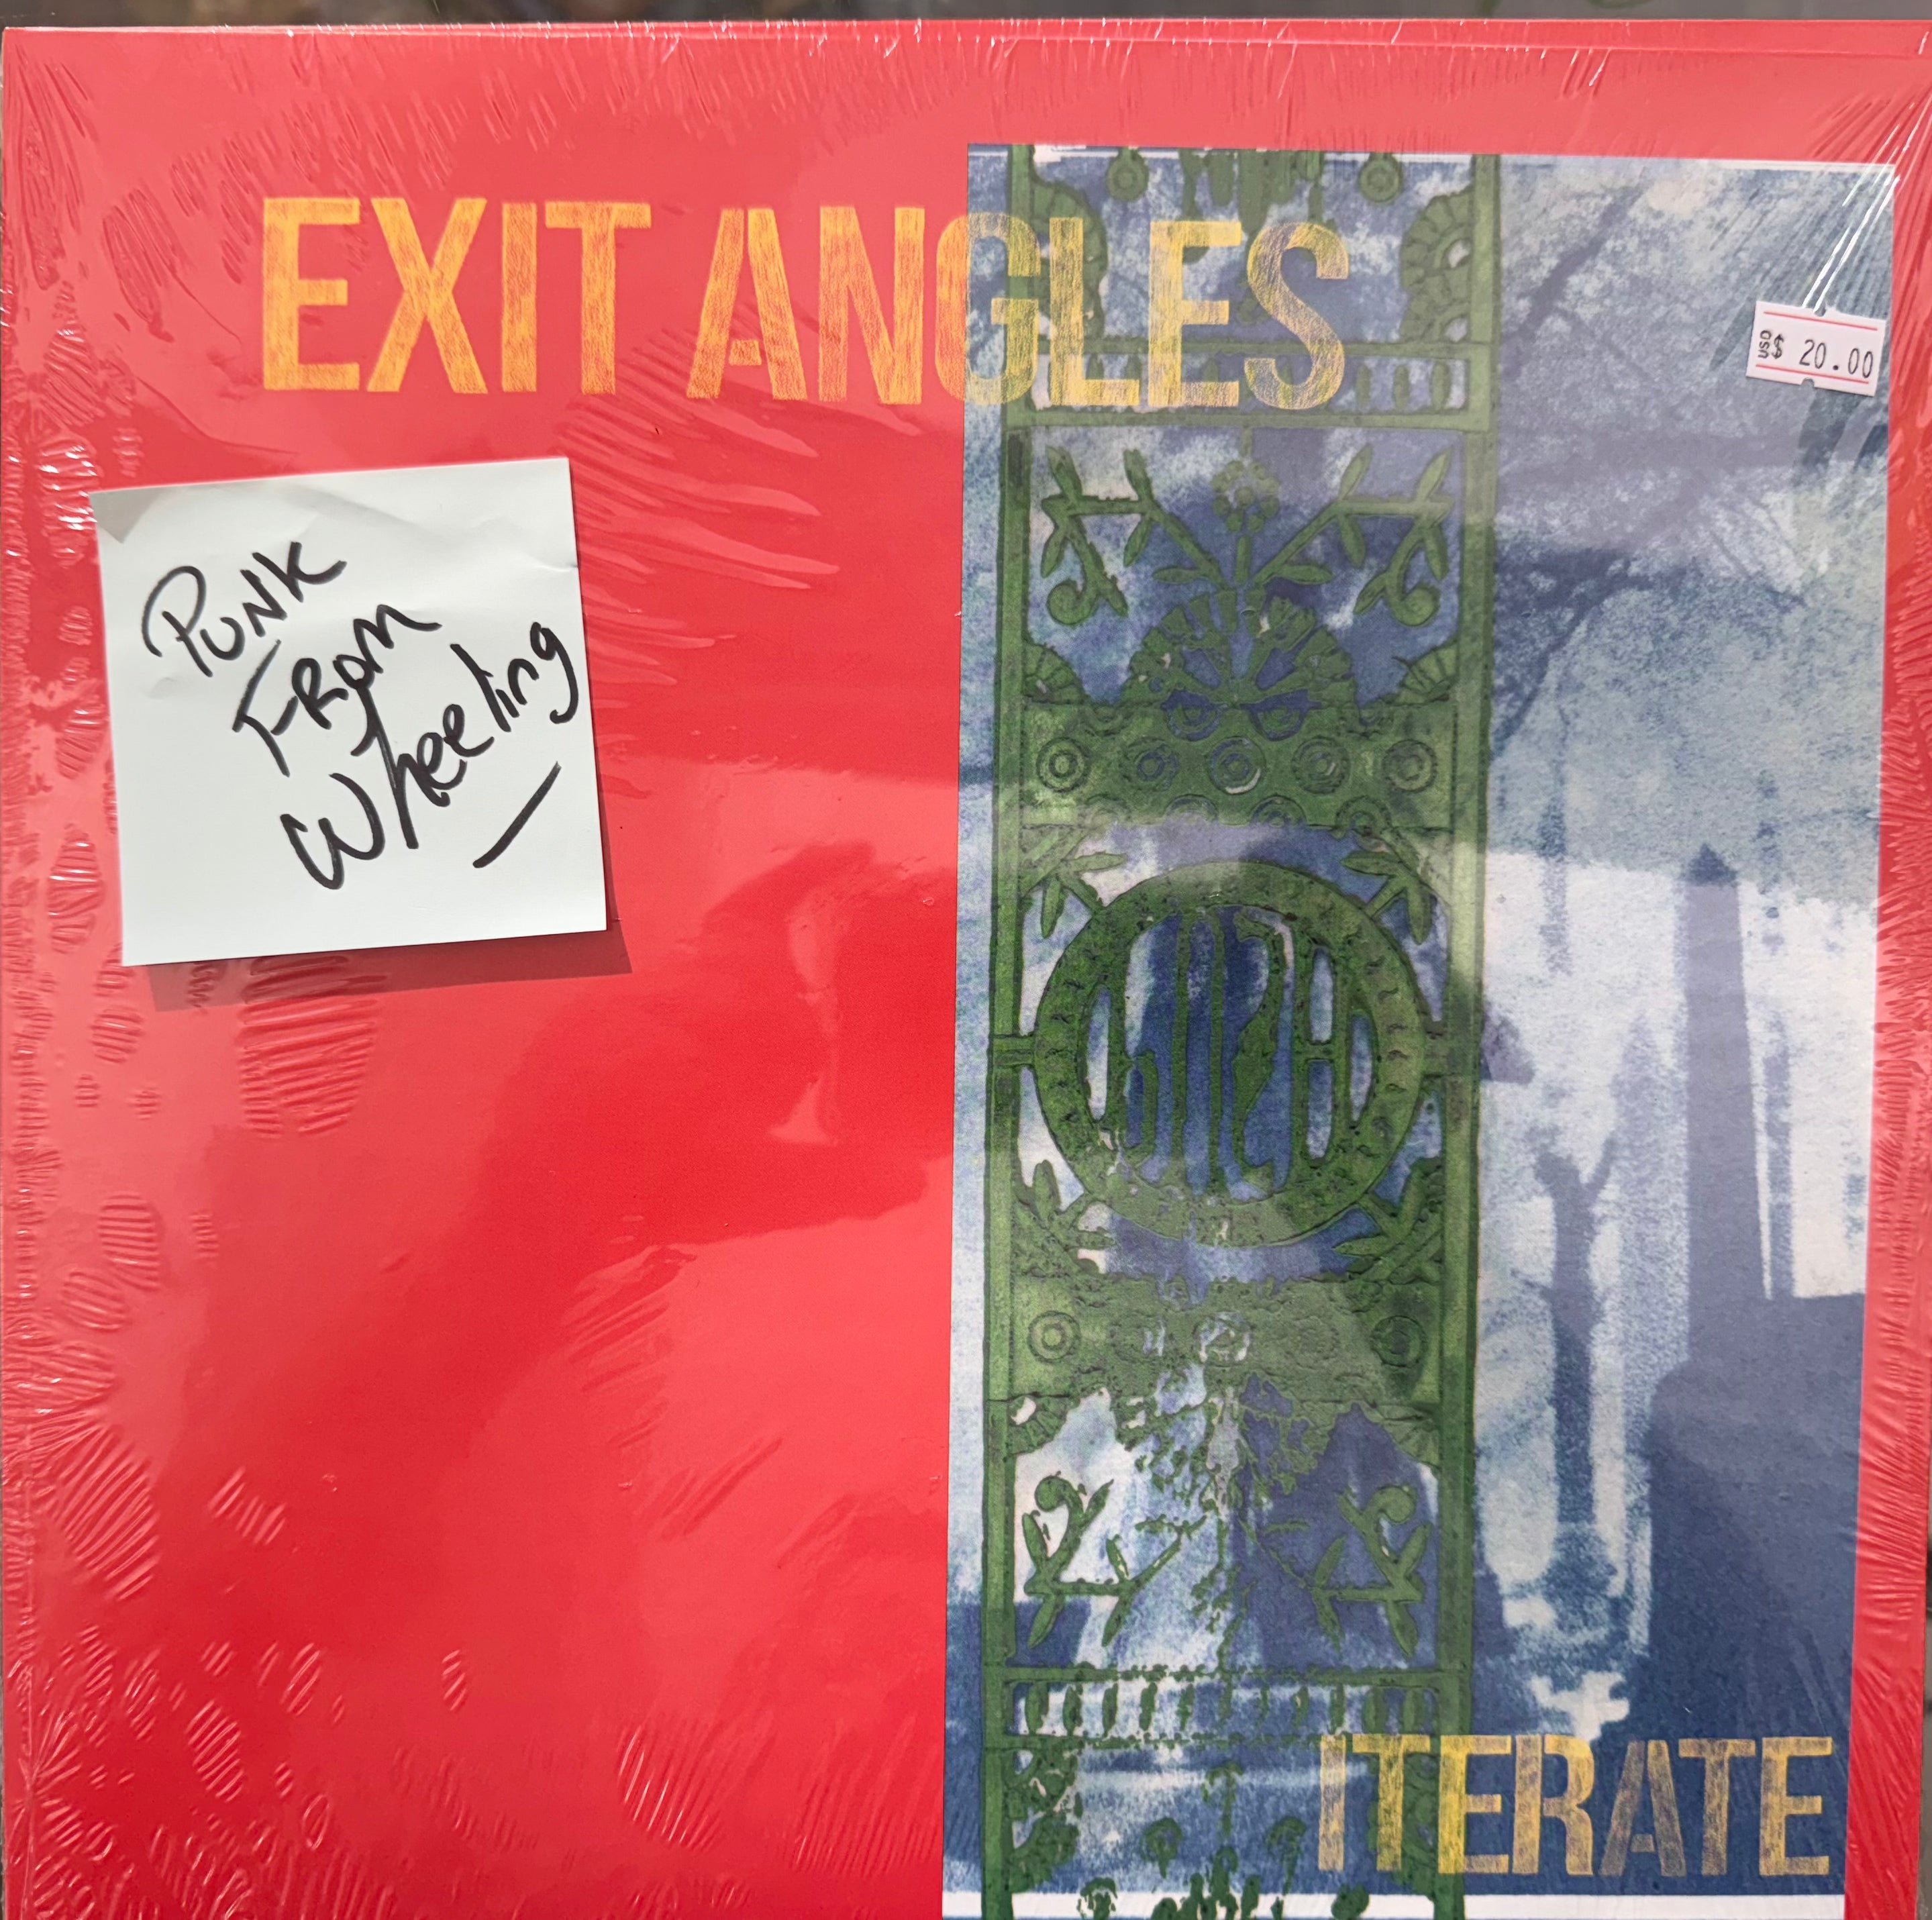 EXIT ANGLES
USD $ 20.00
PUNK
FROM
Wheeling
ITERATE